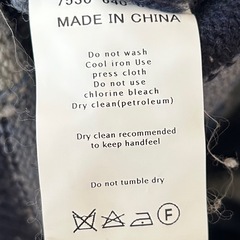 MADE IN CHINA
Do not wash
Cool iron Use
press cloth
Do not use
chlorine bleach
Dry clean(petroleum)
Dry clean recommended
to keep handfeel
Do not tumble dry
F